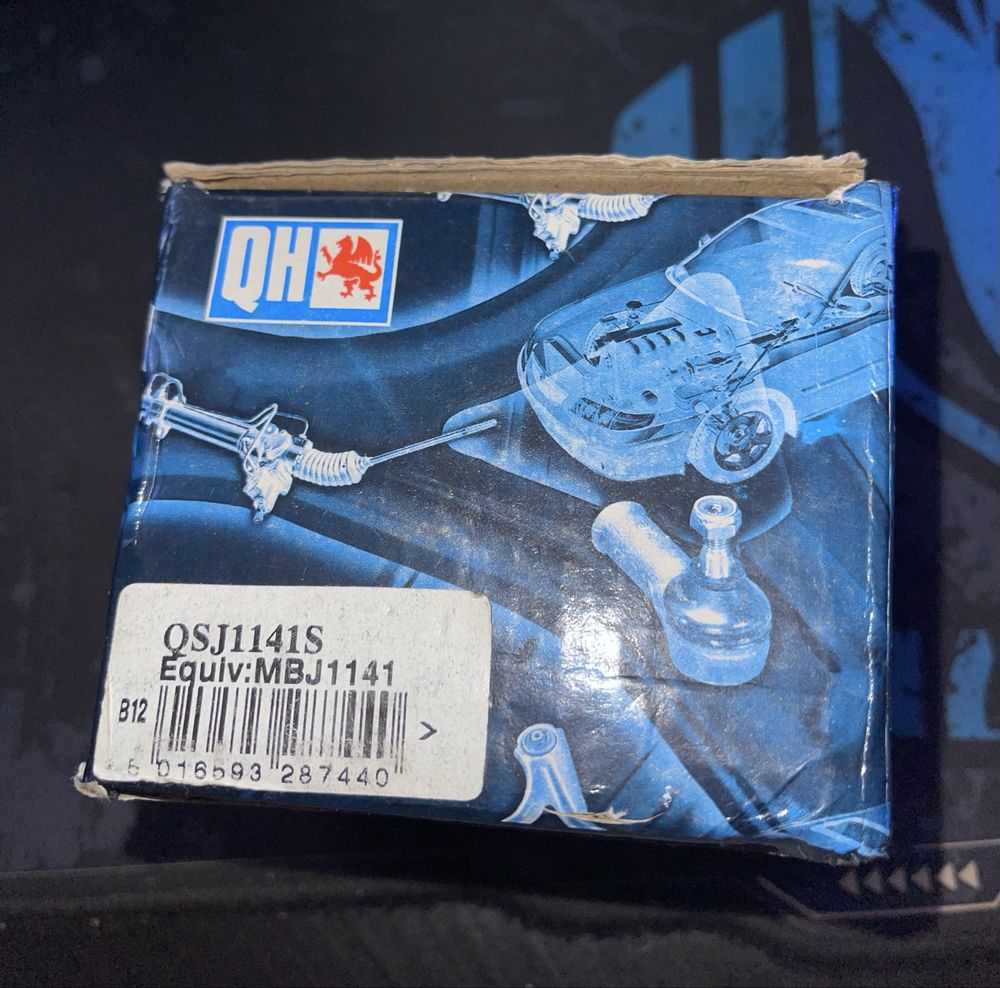 QH
QSJ1141S
Equiv:MBJ1141
B12 >
5 016593 287440